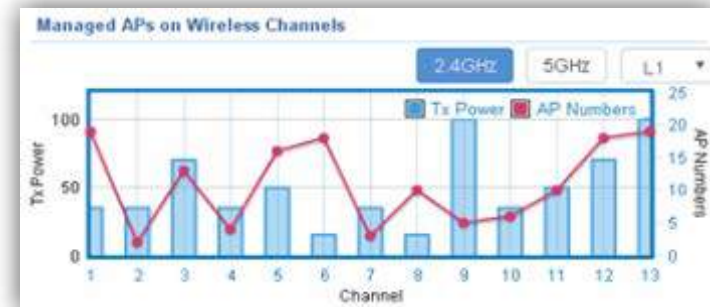 Managed APs on Wireless Channels
2.4GHz 5GHz L1
Tx Power AP Numbers
100
50
0
Tx Power
25
20
15
10
5
0
AP Numbers
1 2 3 4 5 6 7 8 9 10 11 12 13
Channel